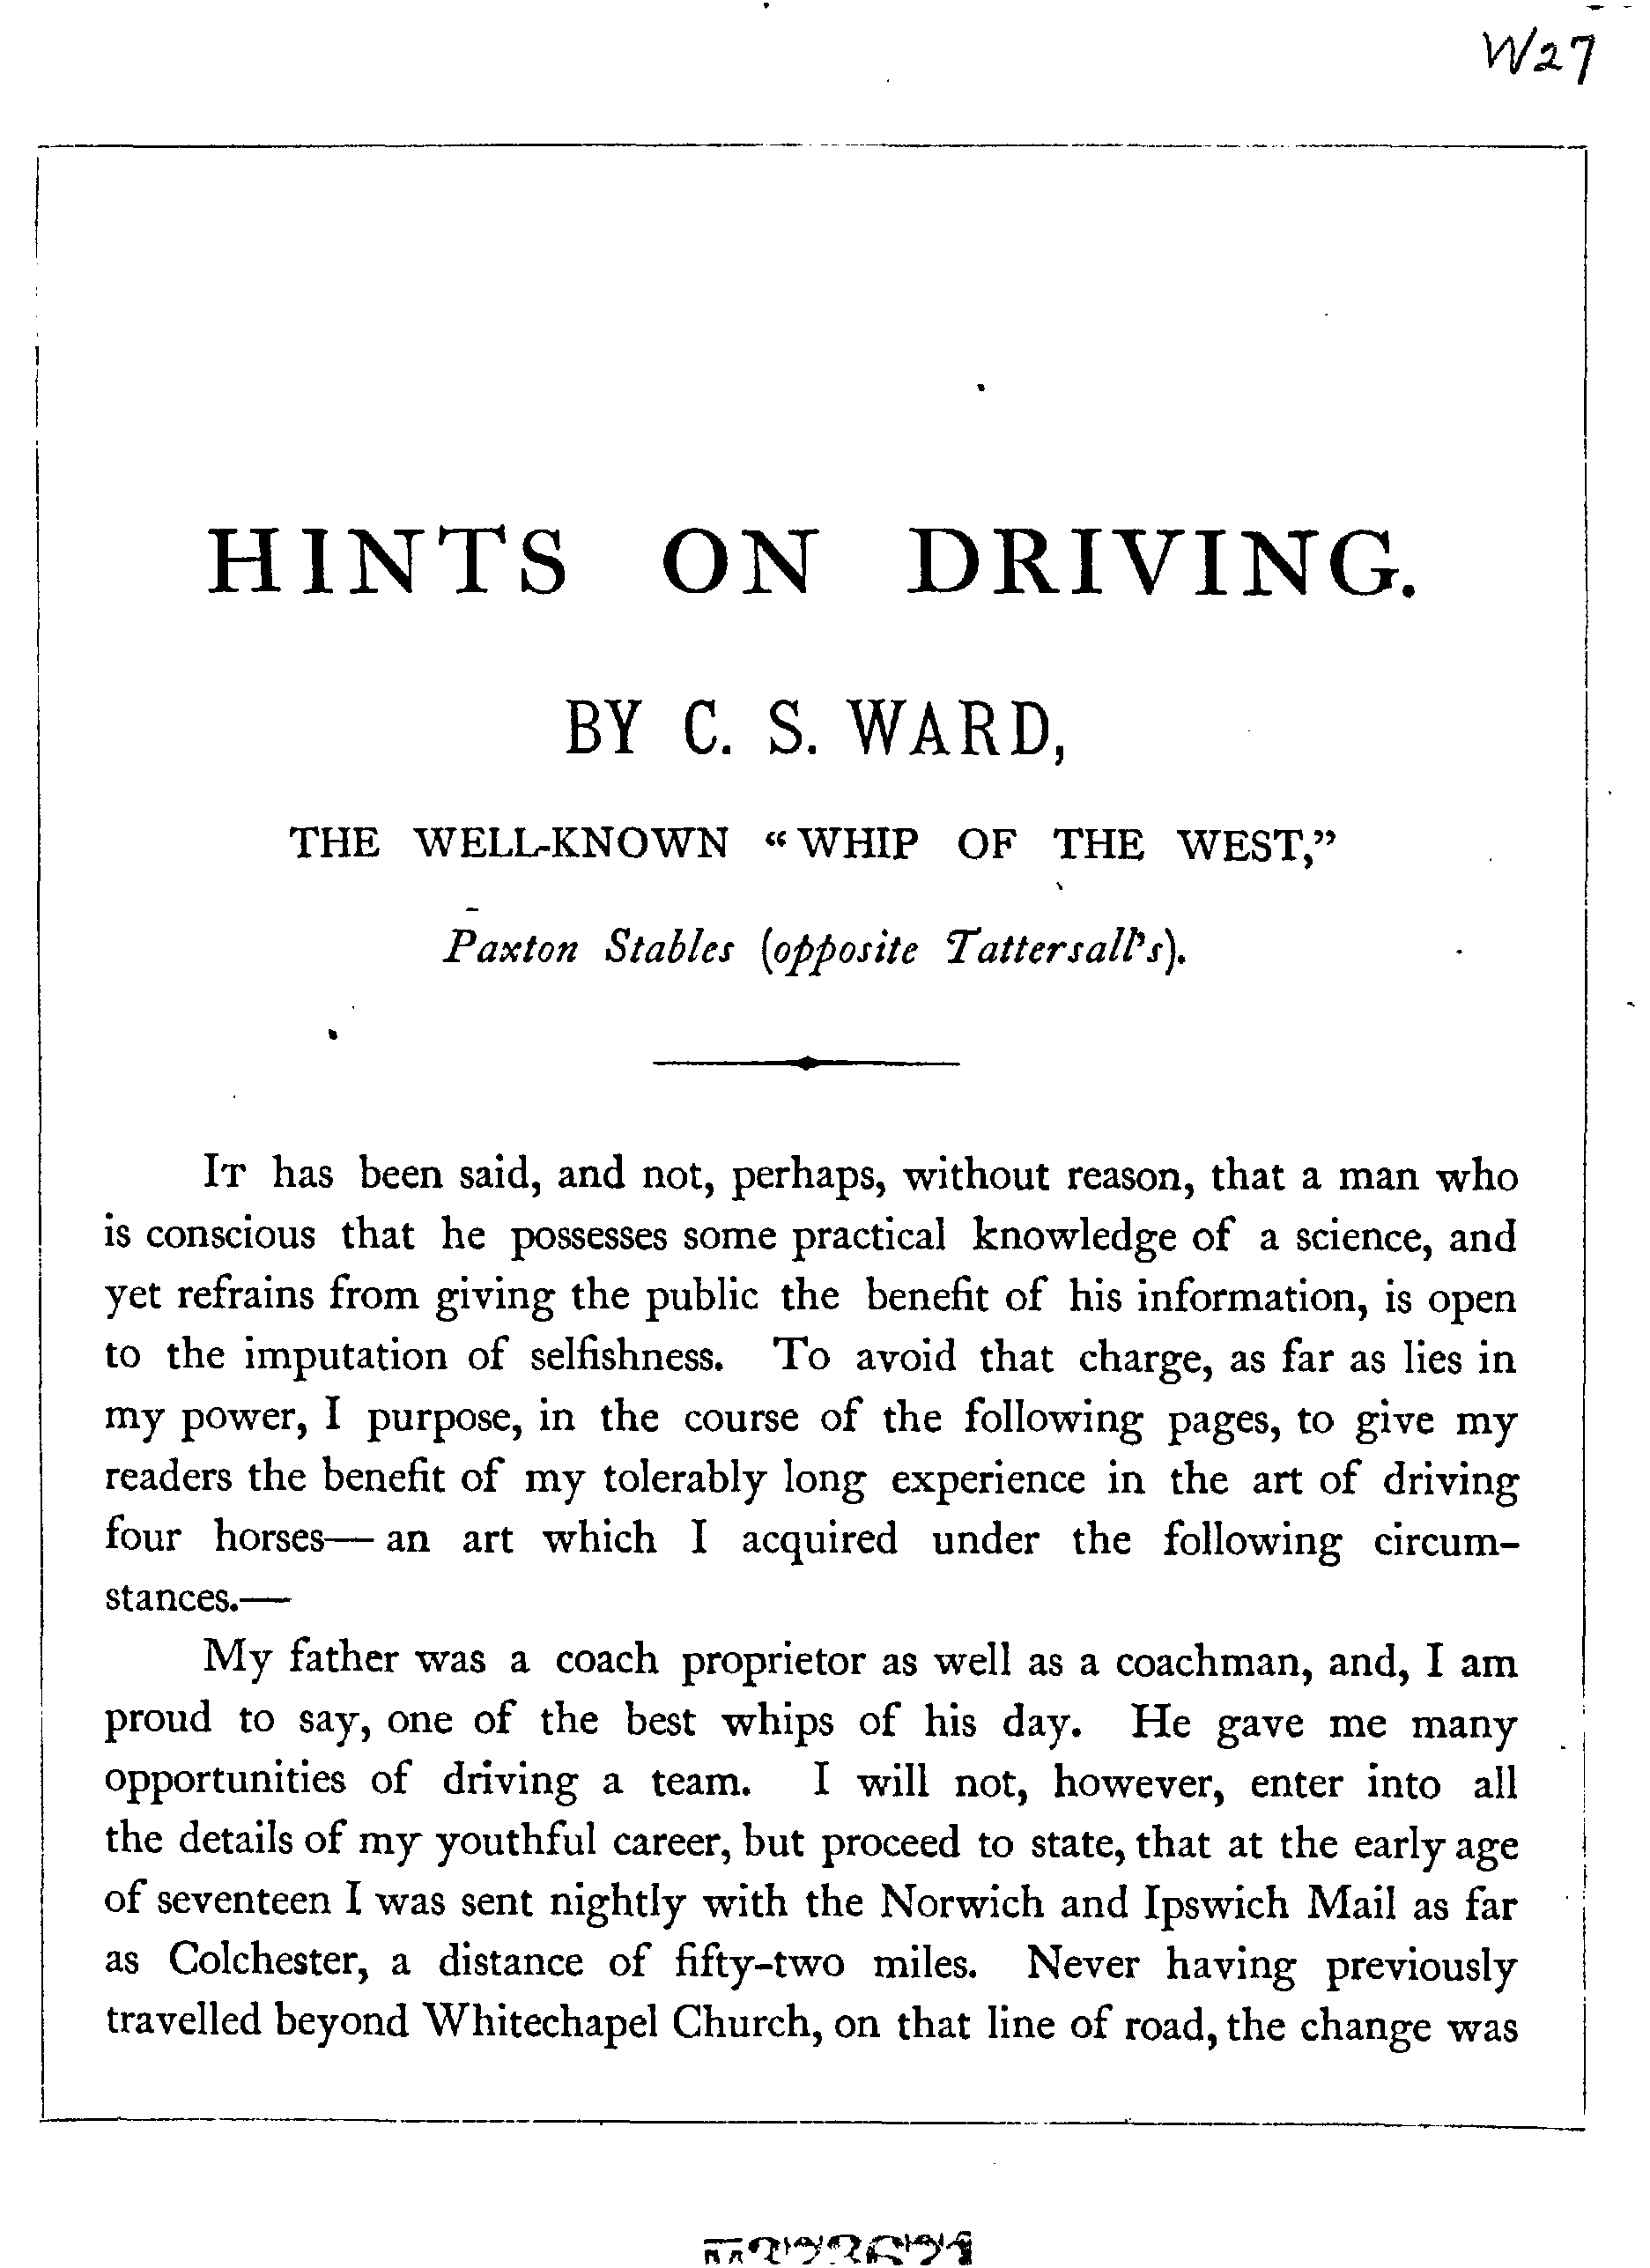 W27
HINTS ON DRIVING.
BY C. S. WARD,
THE WELL-KNOWN “WHIP OF THE WEST,”
Paxton Stables (opposite Tattersall's).
IT has been said, and not, perhaps, without reason, that a man who
is conscious that he possesses some practical knowledge of a science, and
yet refrains from giving the public the benefit of his information, is open
to the imputation of selfishness. To avoid that charge, as far as lies in
my power, I purpose, in the course of the following pages, to give my
readers the benefit of my tolerably long experience in the art of driving
four horses— an art which I acquired under the following circum-
stances.—
My father was a coach proprietor as well as a coachman, and, I am
proud to say, one of the best whips of his day. He gave me many
opportunities of driving a team. I will not, however, enter into all
the details of my youthful career, but proceed to state, that at the early age
of seventeen I was sent nightly with the Norwich and Ipswich Mail as far
as Colchester, a distance of fifty-two miles. Never having previously
travelled beyond Whitechapel Church, on that line of road, the change was